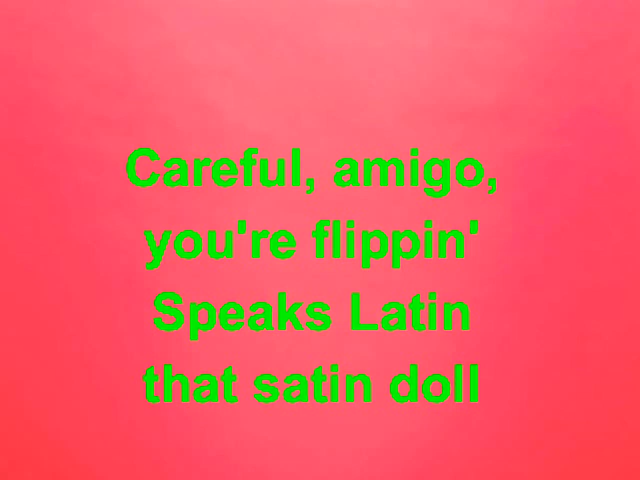 Careful, amigo,
you're flippin'
Speaks Latin
that satin doll